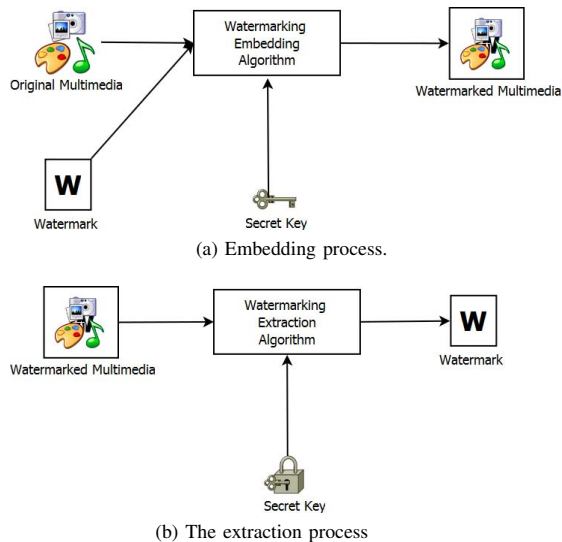 Watermarking
Embedding
Algorithm
Original Multimedia
Watermarked Multimedia
W
Watermark
Secret Key
(a) Embedding process.
Watermarking
Extraction
Algorithm
W
Watermarked Multimedia
Watermark
Secret Key
(b) The extraction process